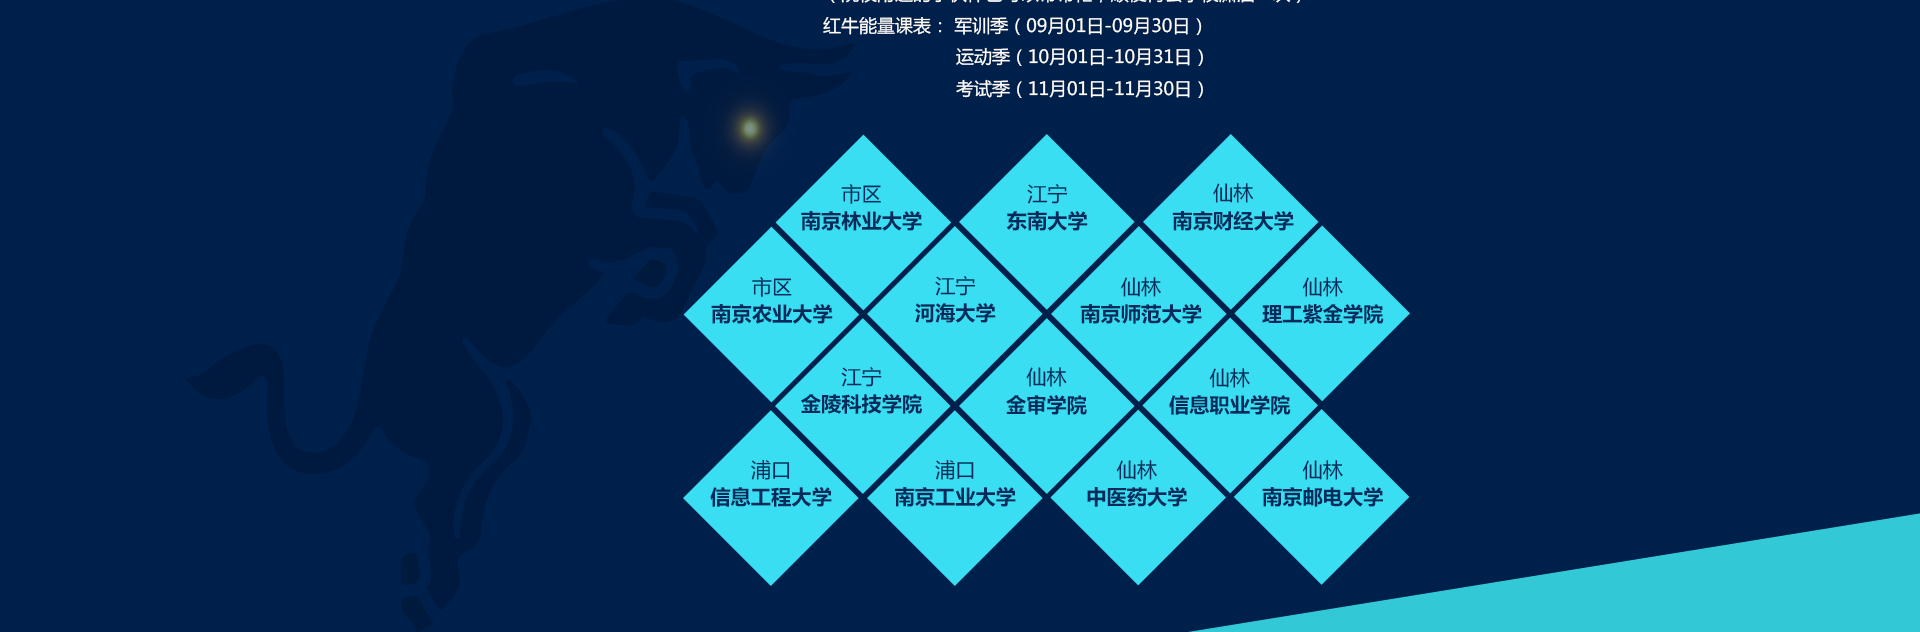 红牛能量课表： 军训季（09月01日-09月30日）
运动季（10月01日-10月31日）
考试季（11月01日-11月30日）
市区
南京林业大学
江宁
东南大学
仙林
南京财经大学
市区
南京农业大学
江宁
河海大学
仙林
南京师范大学
仙林
理工紫金学院
江宁
金陵科技学院
仙林
金审学院
仙林
信息职业学院
浦口
信息工程大学
浦口
南京工业大学
仙林
中医药大学
仙林
南京邮电大学